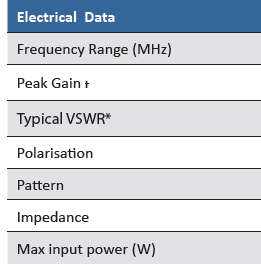 Electrical Data
Frequency Range (MHz)
Peak Gain ɫ
Typical VSWR*
Polarisation
Pattern
Impedance
Max input power (W)